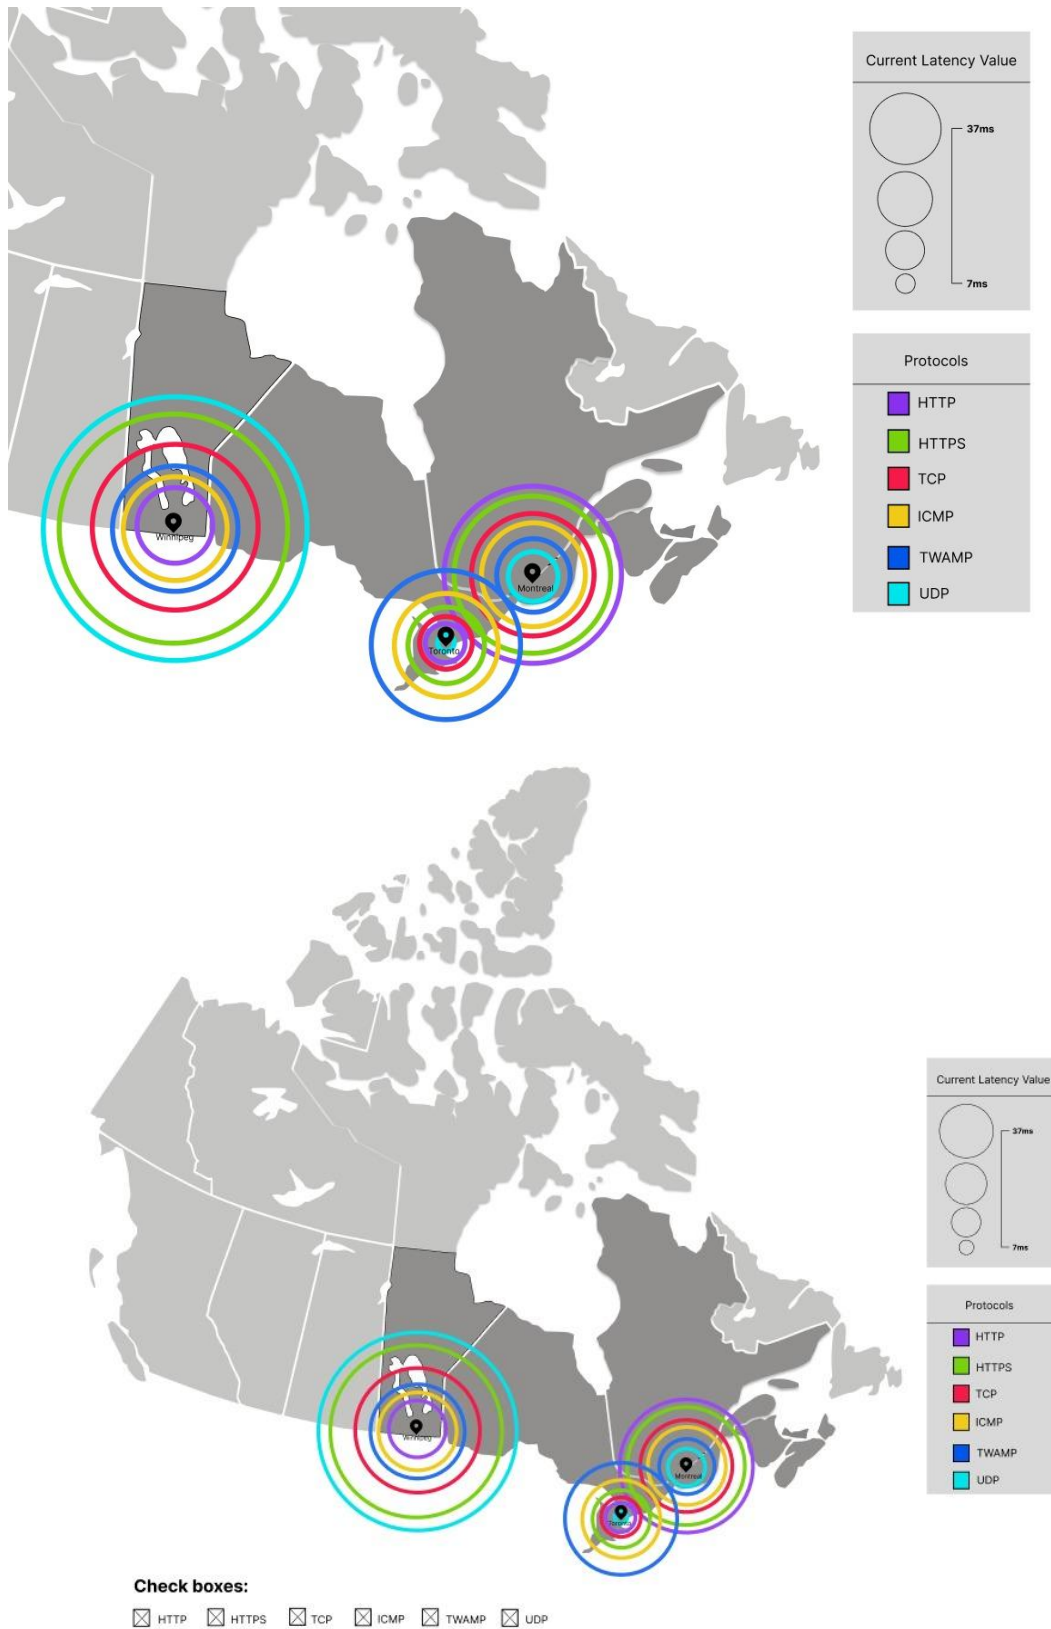 Current Latency Value
37ms
7ms
Protocols
HTTP
HTTPS
TCP
ICMP
TWAMP
UDP
Winnipeg
Montreal
Toronto
Current Latency Value
37ms
7ms
Protocols
HTTP
HTTPS
TCP
ICMP
TWAMP
UDP
Winnipeg
Montreal
Toronto
Check boxes:
HTTP HTTPS TCP ICMP TWAMP UDP